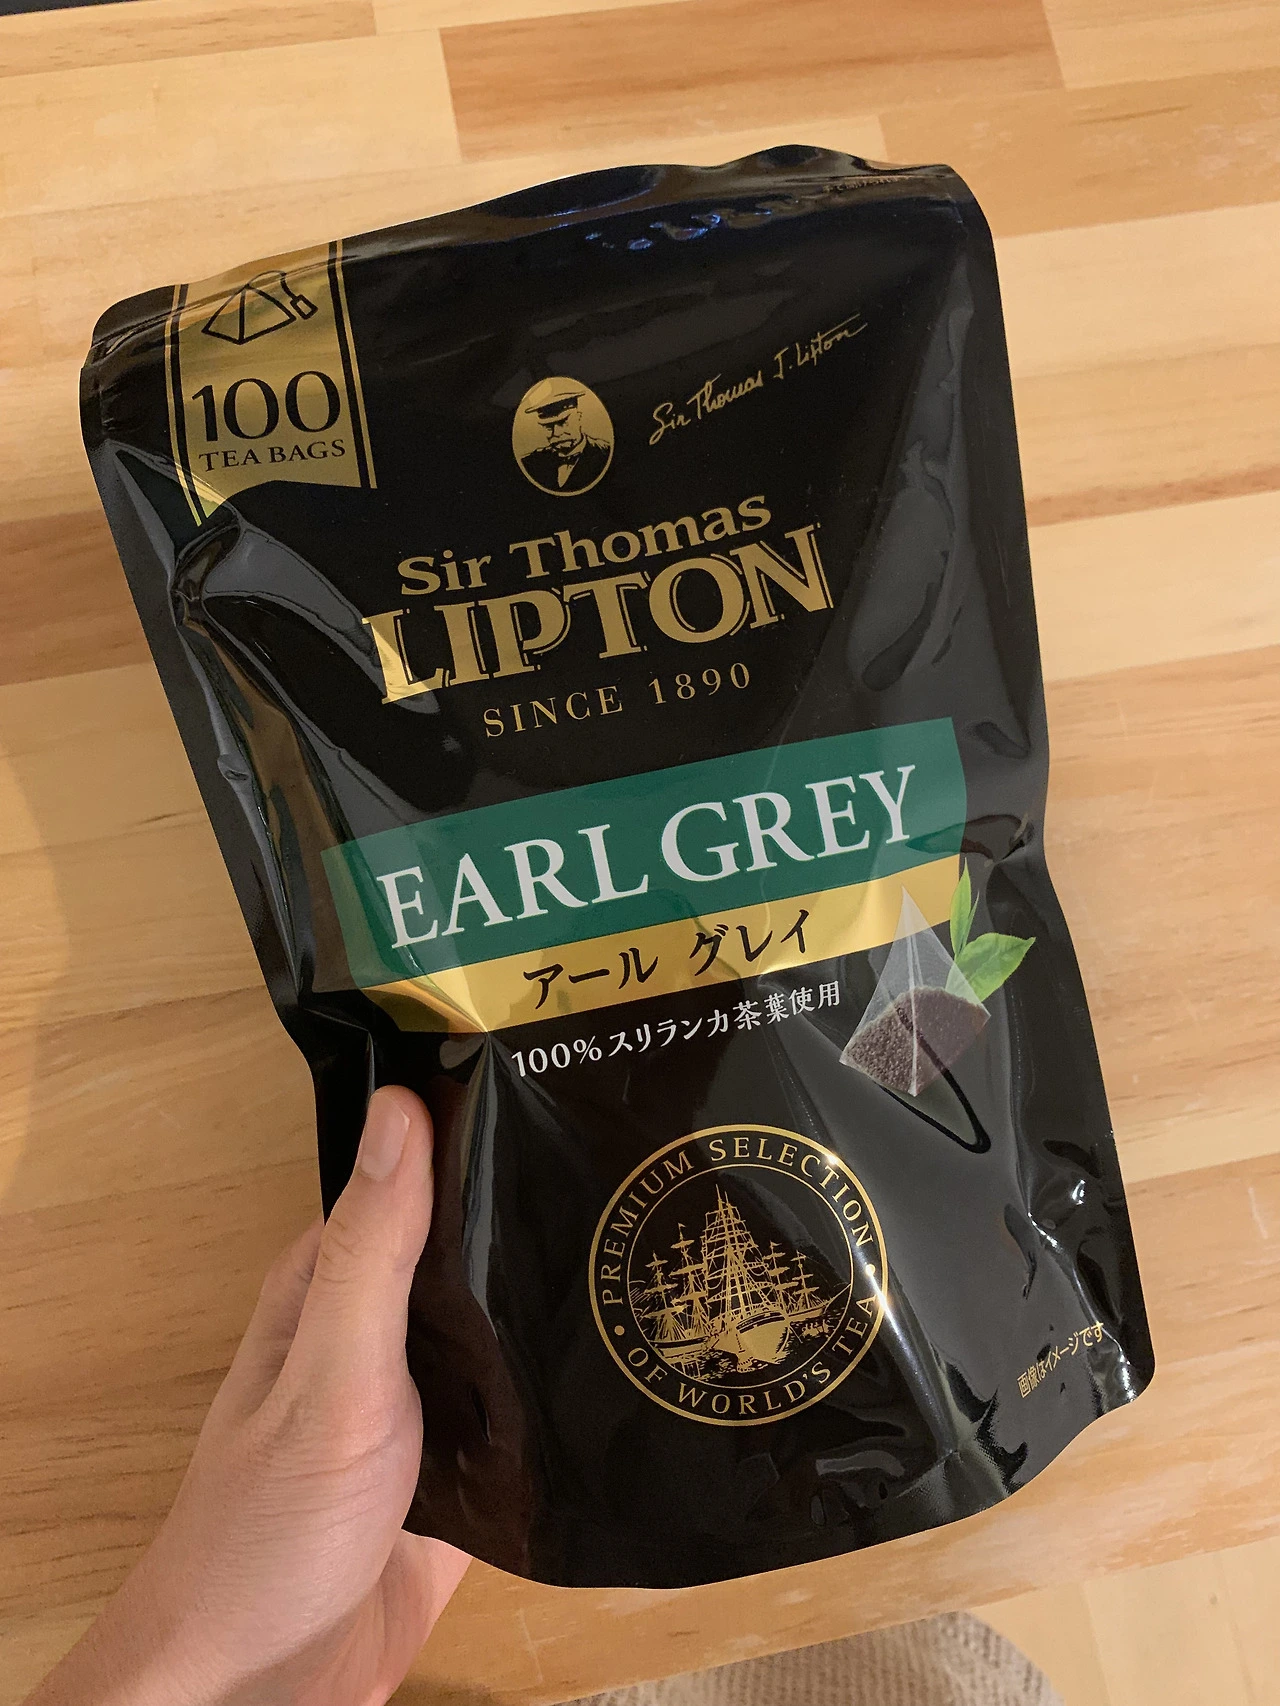 100
TEA BAGS
Sir Thomas J. Lipton
Sir Thomas
LIPTON
SINCE 1890
EARL GREY
アール グレイ
100%スリランカ茶葉使用
PREMIUM SELECTION
OF WORLD'S TEA
画像はイメージです